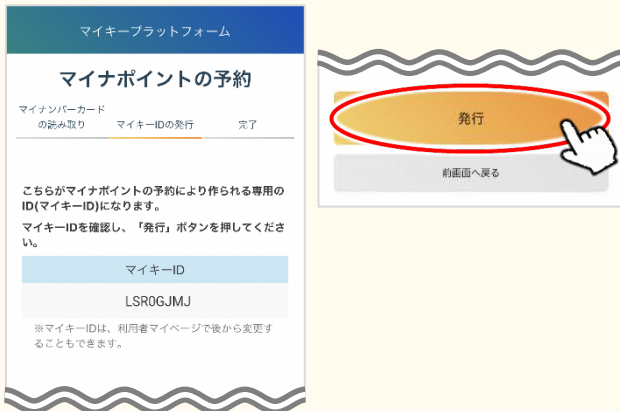 マイキープラットフォーム
マイナポイントの予約
マイナンバーカード
の読み取り
マイキーIDの発行
完了
こちらがマイナポイントの予約により作られる専用の
ID(マイキーID)になります。
マイキーIDを確認し、「発行」ボタンを押してくださ
い。
マイキーID
LSR0GJMJ
※マイキーIDは、利用者マイページで後から変更す
ることもできます。
発行
前画面へ戻る